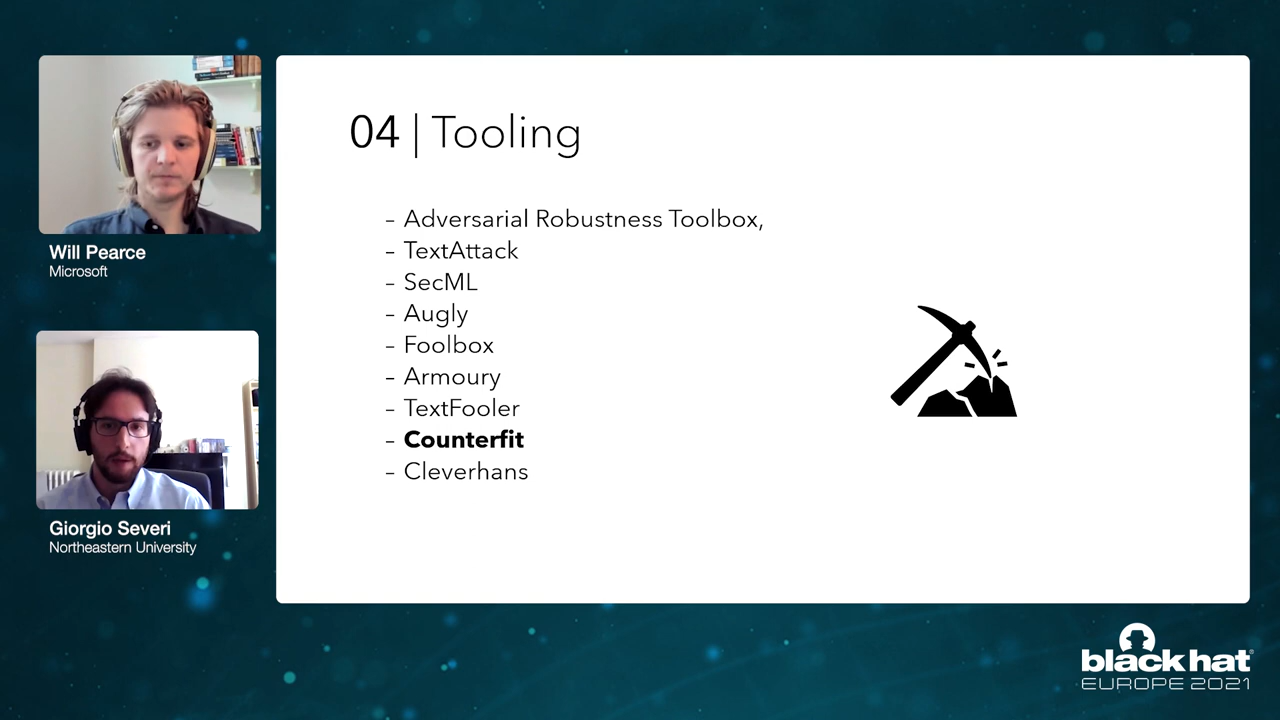 04 | Tooling
- Adversarial Robustness Toolbox,
- TextAttack
- SecML
- Augly
- Foolbox
- Armoury
- TextFooler
- Counterfit
- Cleverhans
Will Pearce
Microsoft
Giorgio Severi
Northeastern University
black hat®
EUROPE 2021